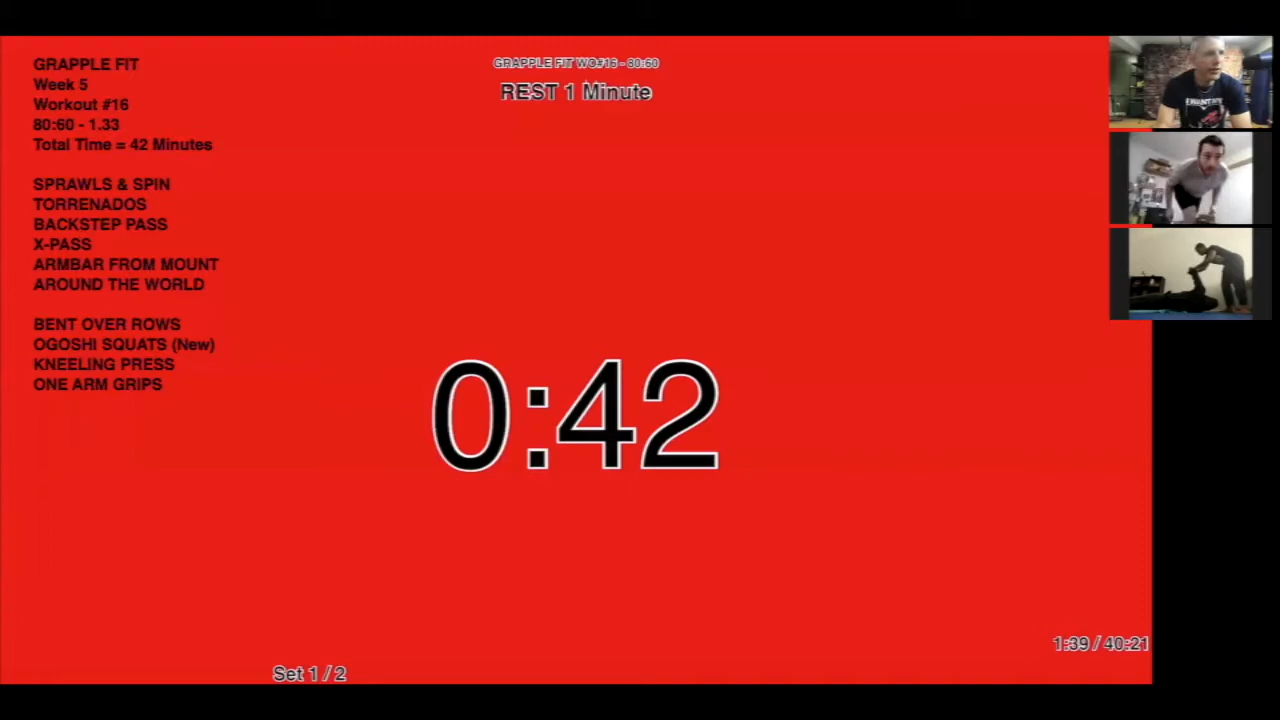 GRAPPLE FIT
Week 5
Workout #16
80:60 - 1.33
Total Time = 42 Minutes
SPRAWLS & SPIN
TORRENADOS
BACKSTEP PASS
X-PASS
ARMBAR FROM MOUNT
AROUND THE WORLD
BENT OVER ROWS
OGOSHI SQUATS (New)
KNEELING PRESS
ONE ARM GRIPS
GRAPPLE FIT WO#16 - 80:60
REST 1 Minute
0:42
1:39 / 40:21
Set 1 / 2